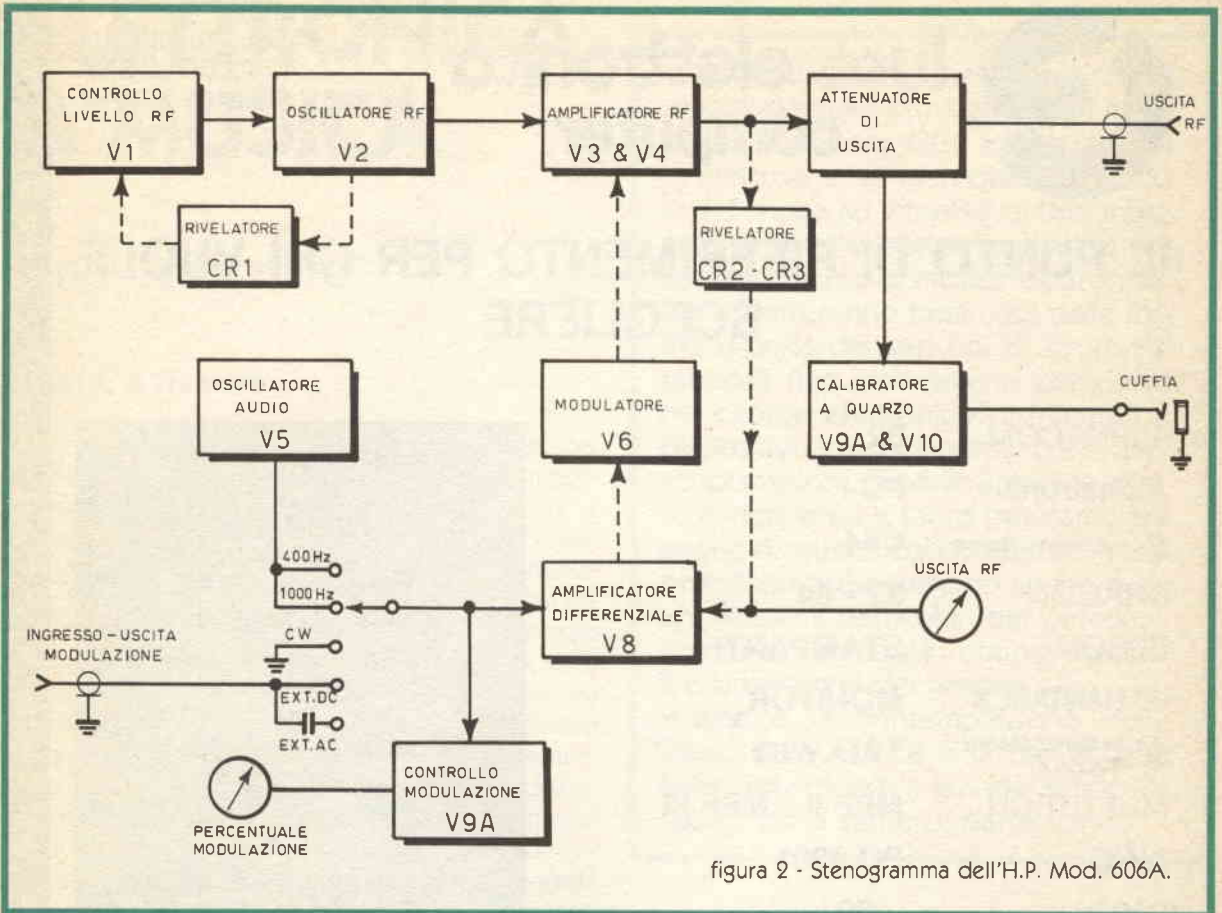 CONTROLLO
LIVELLO RF
V1
OSCILLATORE RF
V2
AMPLIFICATORE RF
V3 & V4
ATTENUATORE
DI
USCITA
USCITA
RF
RIVELATORE
CR1
RIVELATORE
CR2 - CR3
OSCILLATORE
AUDIO
V5
MODULATORE
V6
CALIBRATORE
A QUARZO
V9A & V10
CUFFIA
400Hz
1000Hz
CW
EXT. DC
EXT. AC
INGRESSO - USCITA
MODULAZIONE
AMPLIFICATORE
DIFFERENZIALE
V8
USCITA RF
CONTROLLO
MODULAZIONE
V9A
PERCENTUALE
MODULAZIONE
figura 2 - Stenogramma dell'H.P. Mod. 606A.